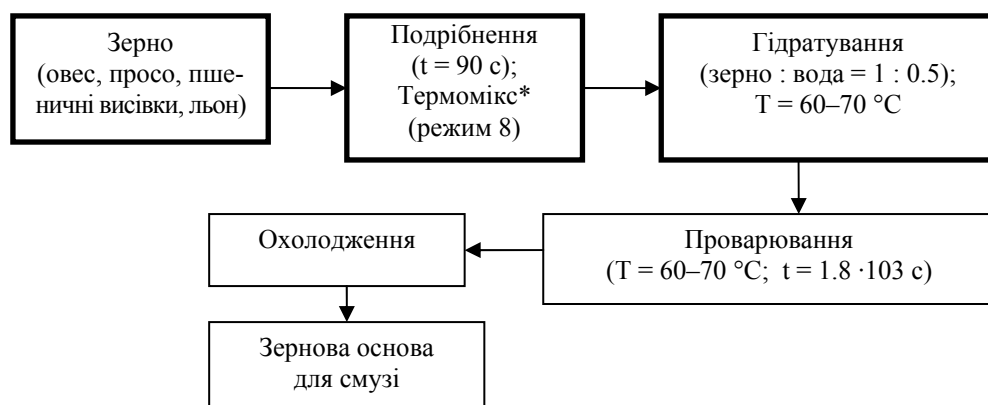 Зерно
(овес, просо, пше-
ничні висівки, льон)
Подрібнення
(t = 90 с);
Термомікс*
(режим 8)
Гідратування
(зерно : вода = 1 : 0.5);
Т = 60–70 °С
Проварювання
(Т = 60–70 °С; t = 1.8 ·103 с)
Охолодження
Зернова основа
для смузі